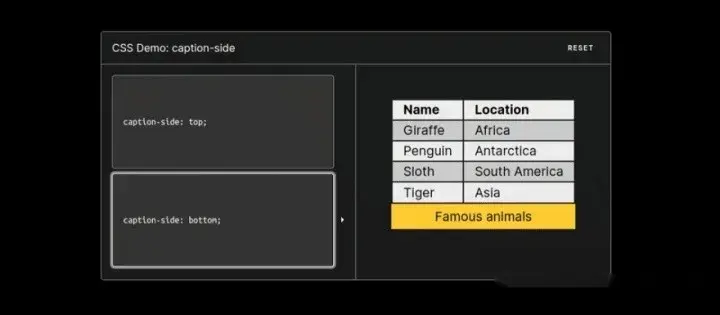 CSS Demo: caption-side
RESET
caption-side: top;
caption-side: bottom;
Name Location
Giraffe Africa
Penguin Antarctica
Sloth South America
Tiger Asia
Famous animals